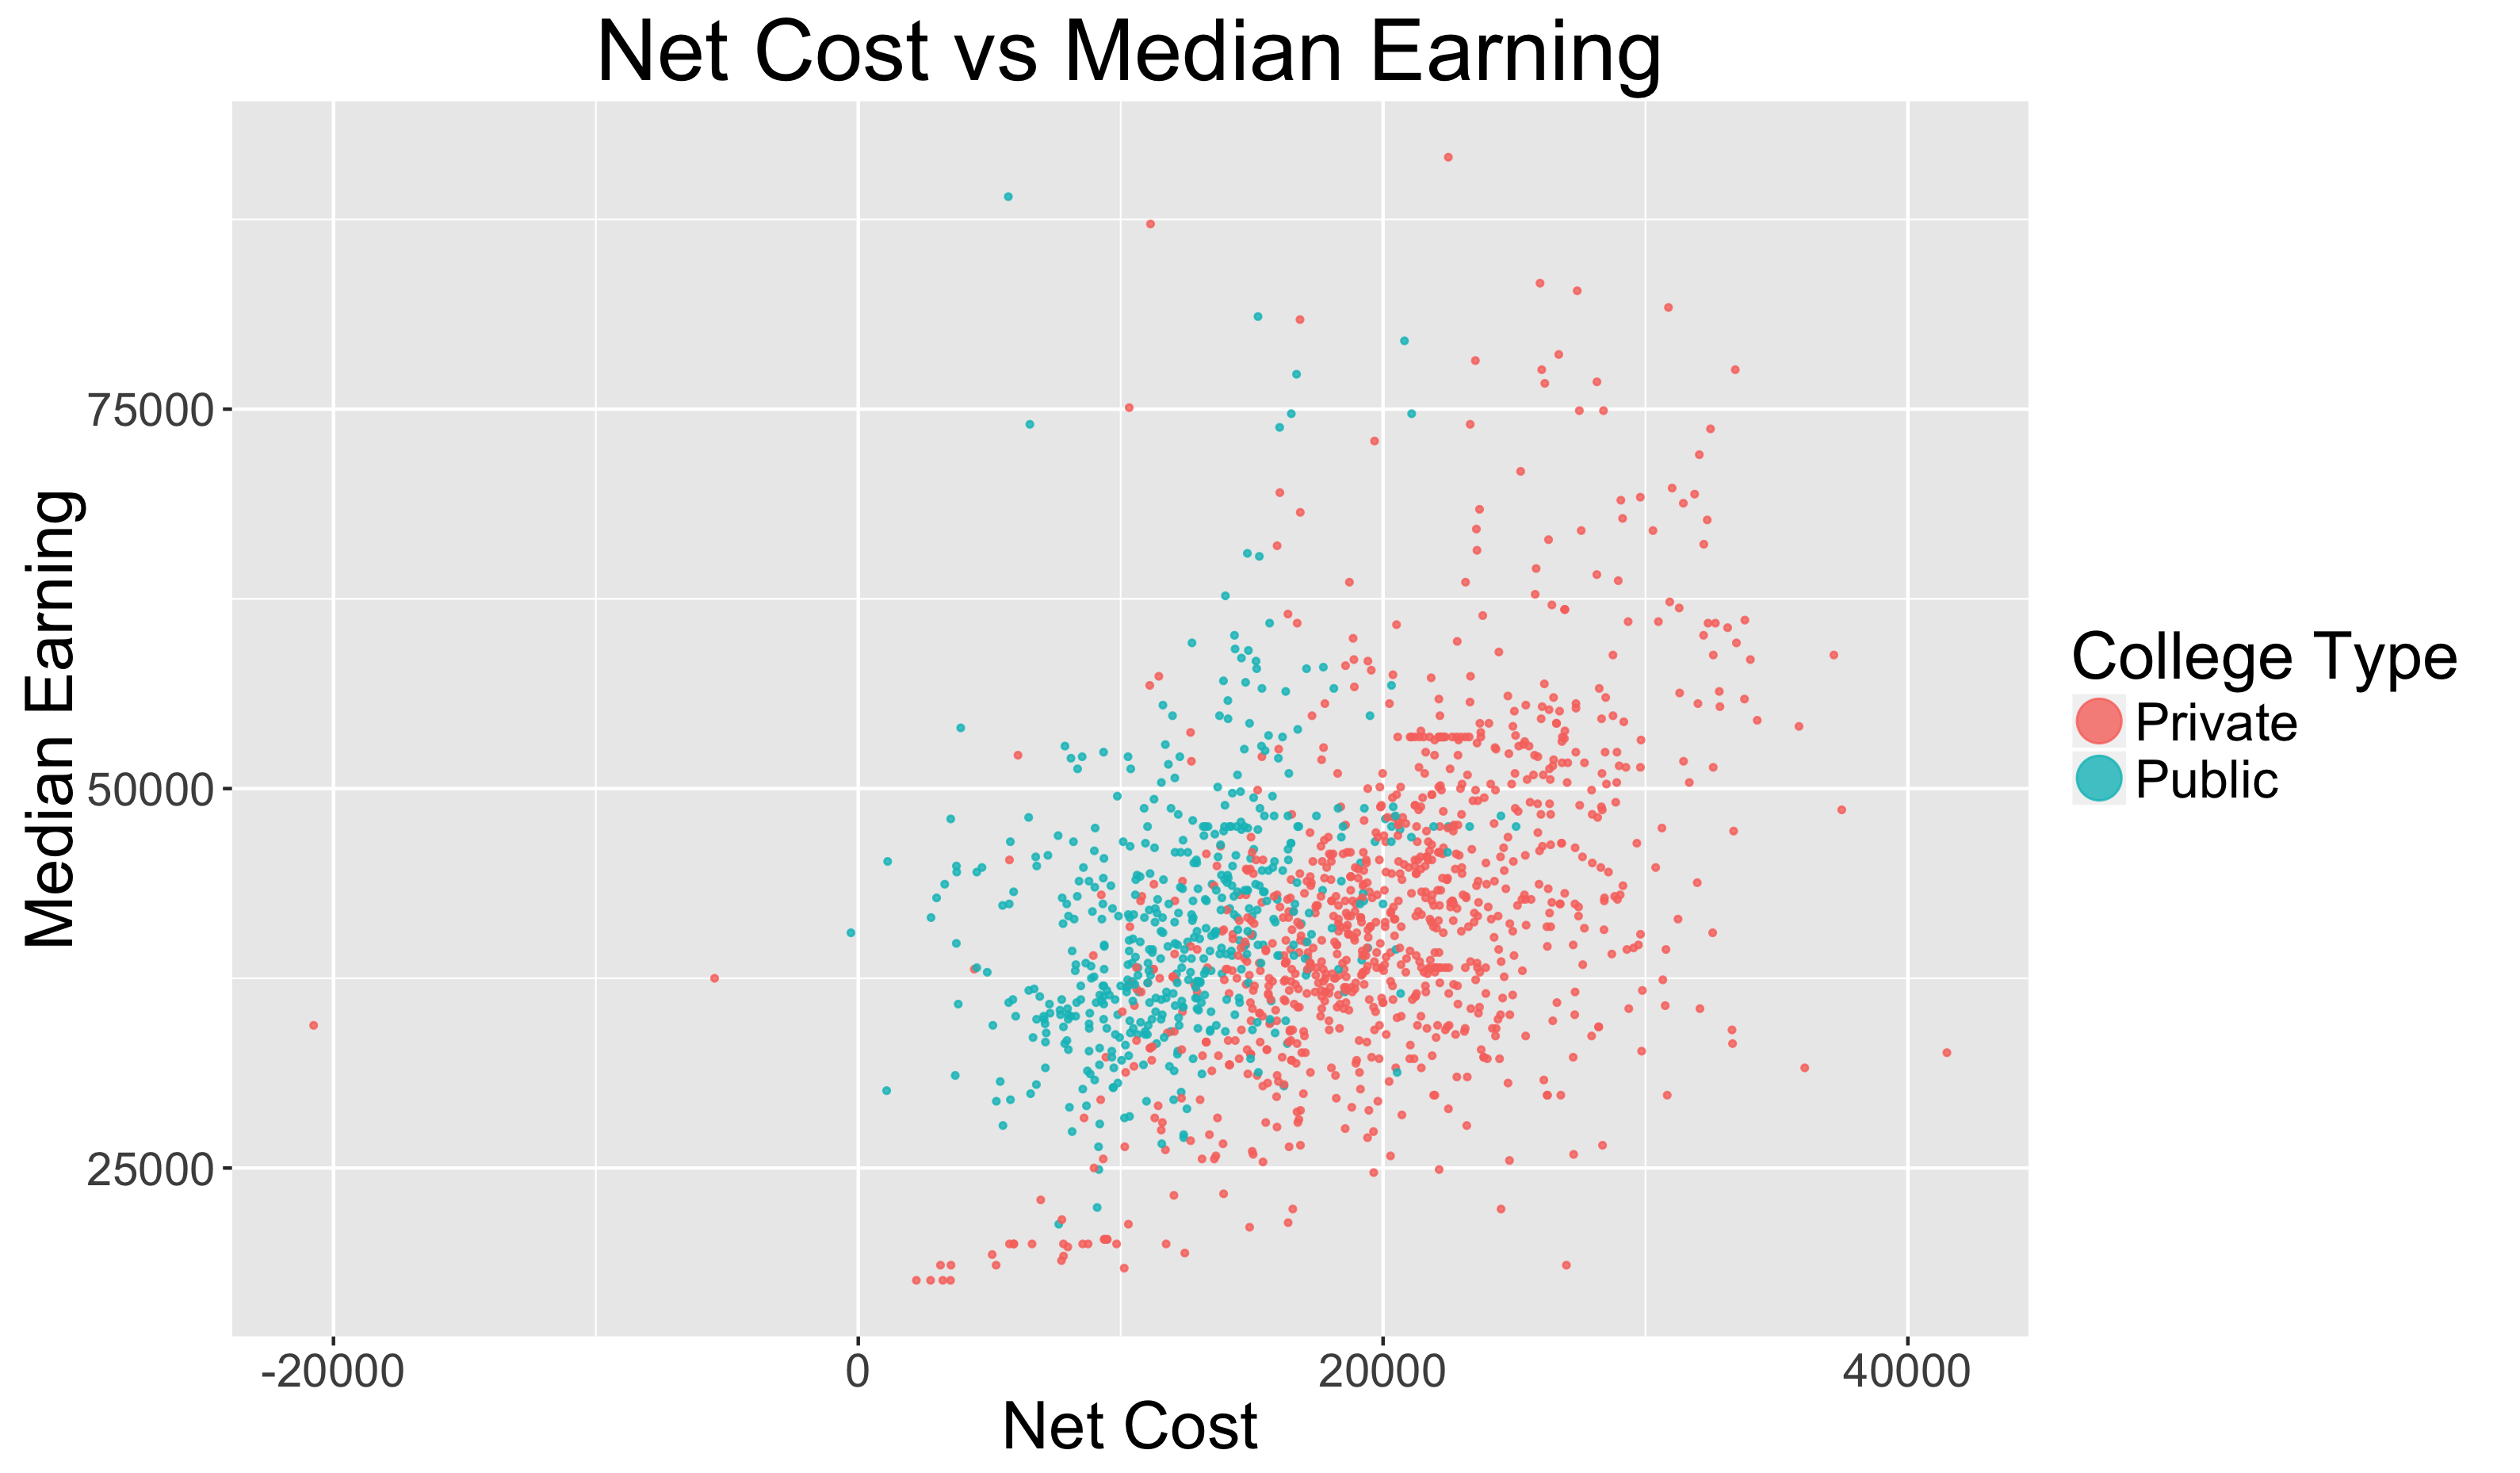 Net Cost vs Median Earning
Median Earning
75000
50000
25000
-20000
0
20000
40000
Net Cost
College Type
Private
Public